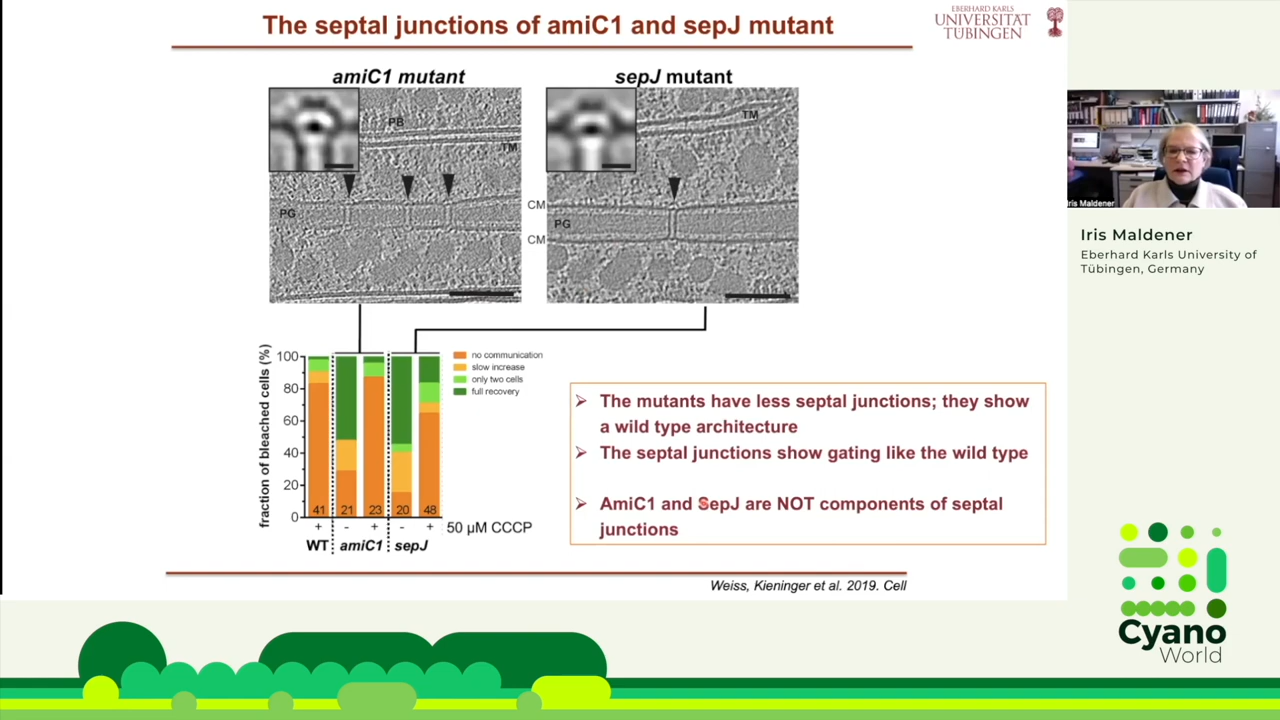 The septal junctions of amiC1 and sepJ mutant
EBERHARD KARLS
UNIVERSITÄT
TÜBINGEN
amiC1 mutant
sepJ mutant
PB
TM
TM
PG
CM
PG
CM
Iris Maldener
Iris Maldener
Eberhard Karls University of
Tübingen, Germany
fraction of bleached cells (%)
100
80
60
40
20
0
41
21
23
20
48
+
-
+
-
+
50 µM CCCP
WT
amiC1
sepJ
no communication
slow increase
only two cells
full recovery
➢ The mutants have less septal junctions; they show
a wild type architecture
➢ The septal junctions show gating like the wild type
➢ AmiC1 and SepJ are NOT components of septal
junctions
Weiss, Kieninger et al. 2019. Cell
Cyano
World